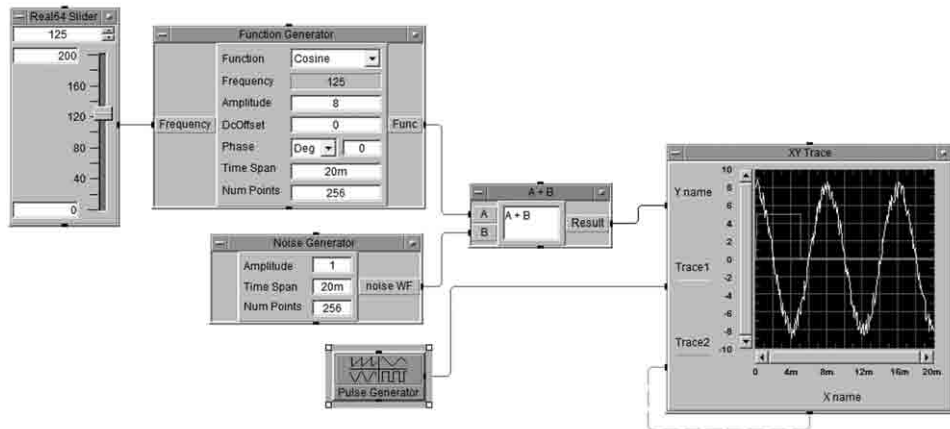 Real64 Slider
125
200
160
120
80
40
0
Function Generator
Function Cosine
Frequency 125
Amplitude 8
DcOffset 0
Phase Deg 0
Time Span 20m
Num Points 256
Frequency
Func
Noise Generator
Amplitude 1
Time Span 20m
Num Points 256
noise WF
Pulse Generator
A + B
A
B
A + B
Result
XY Trace
Y name
Trace1
Trace2
10
8
6
4
2
0
-2
-4
-6
-8
-10
0 4m 8m 12m 16m 20m
X name